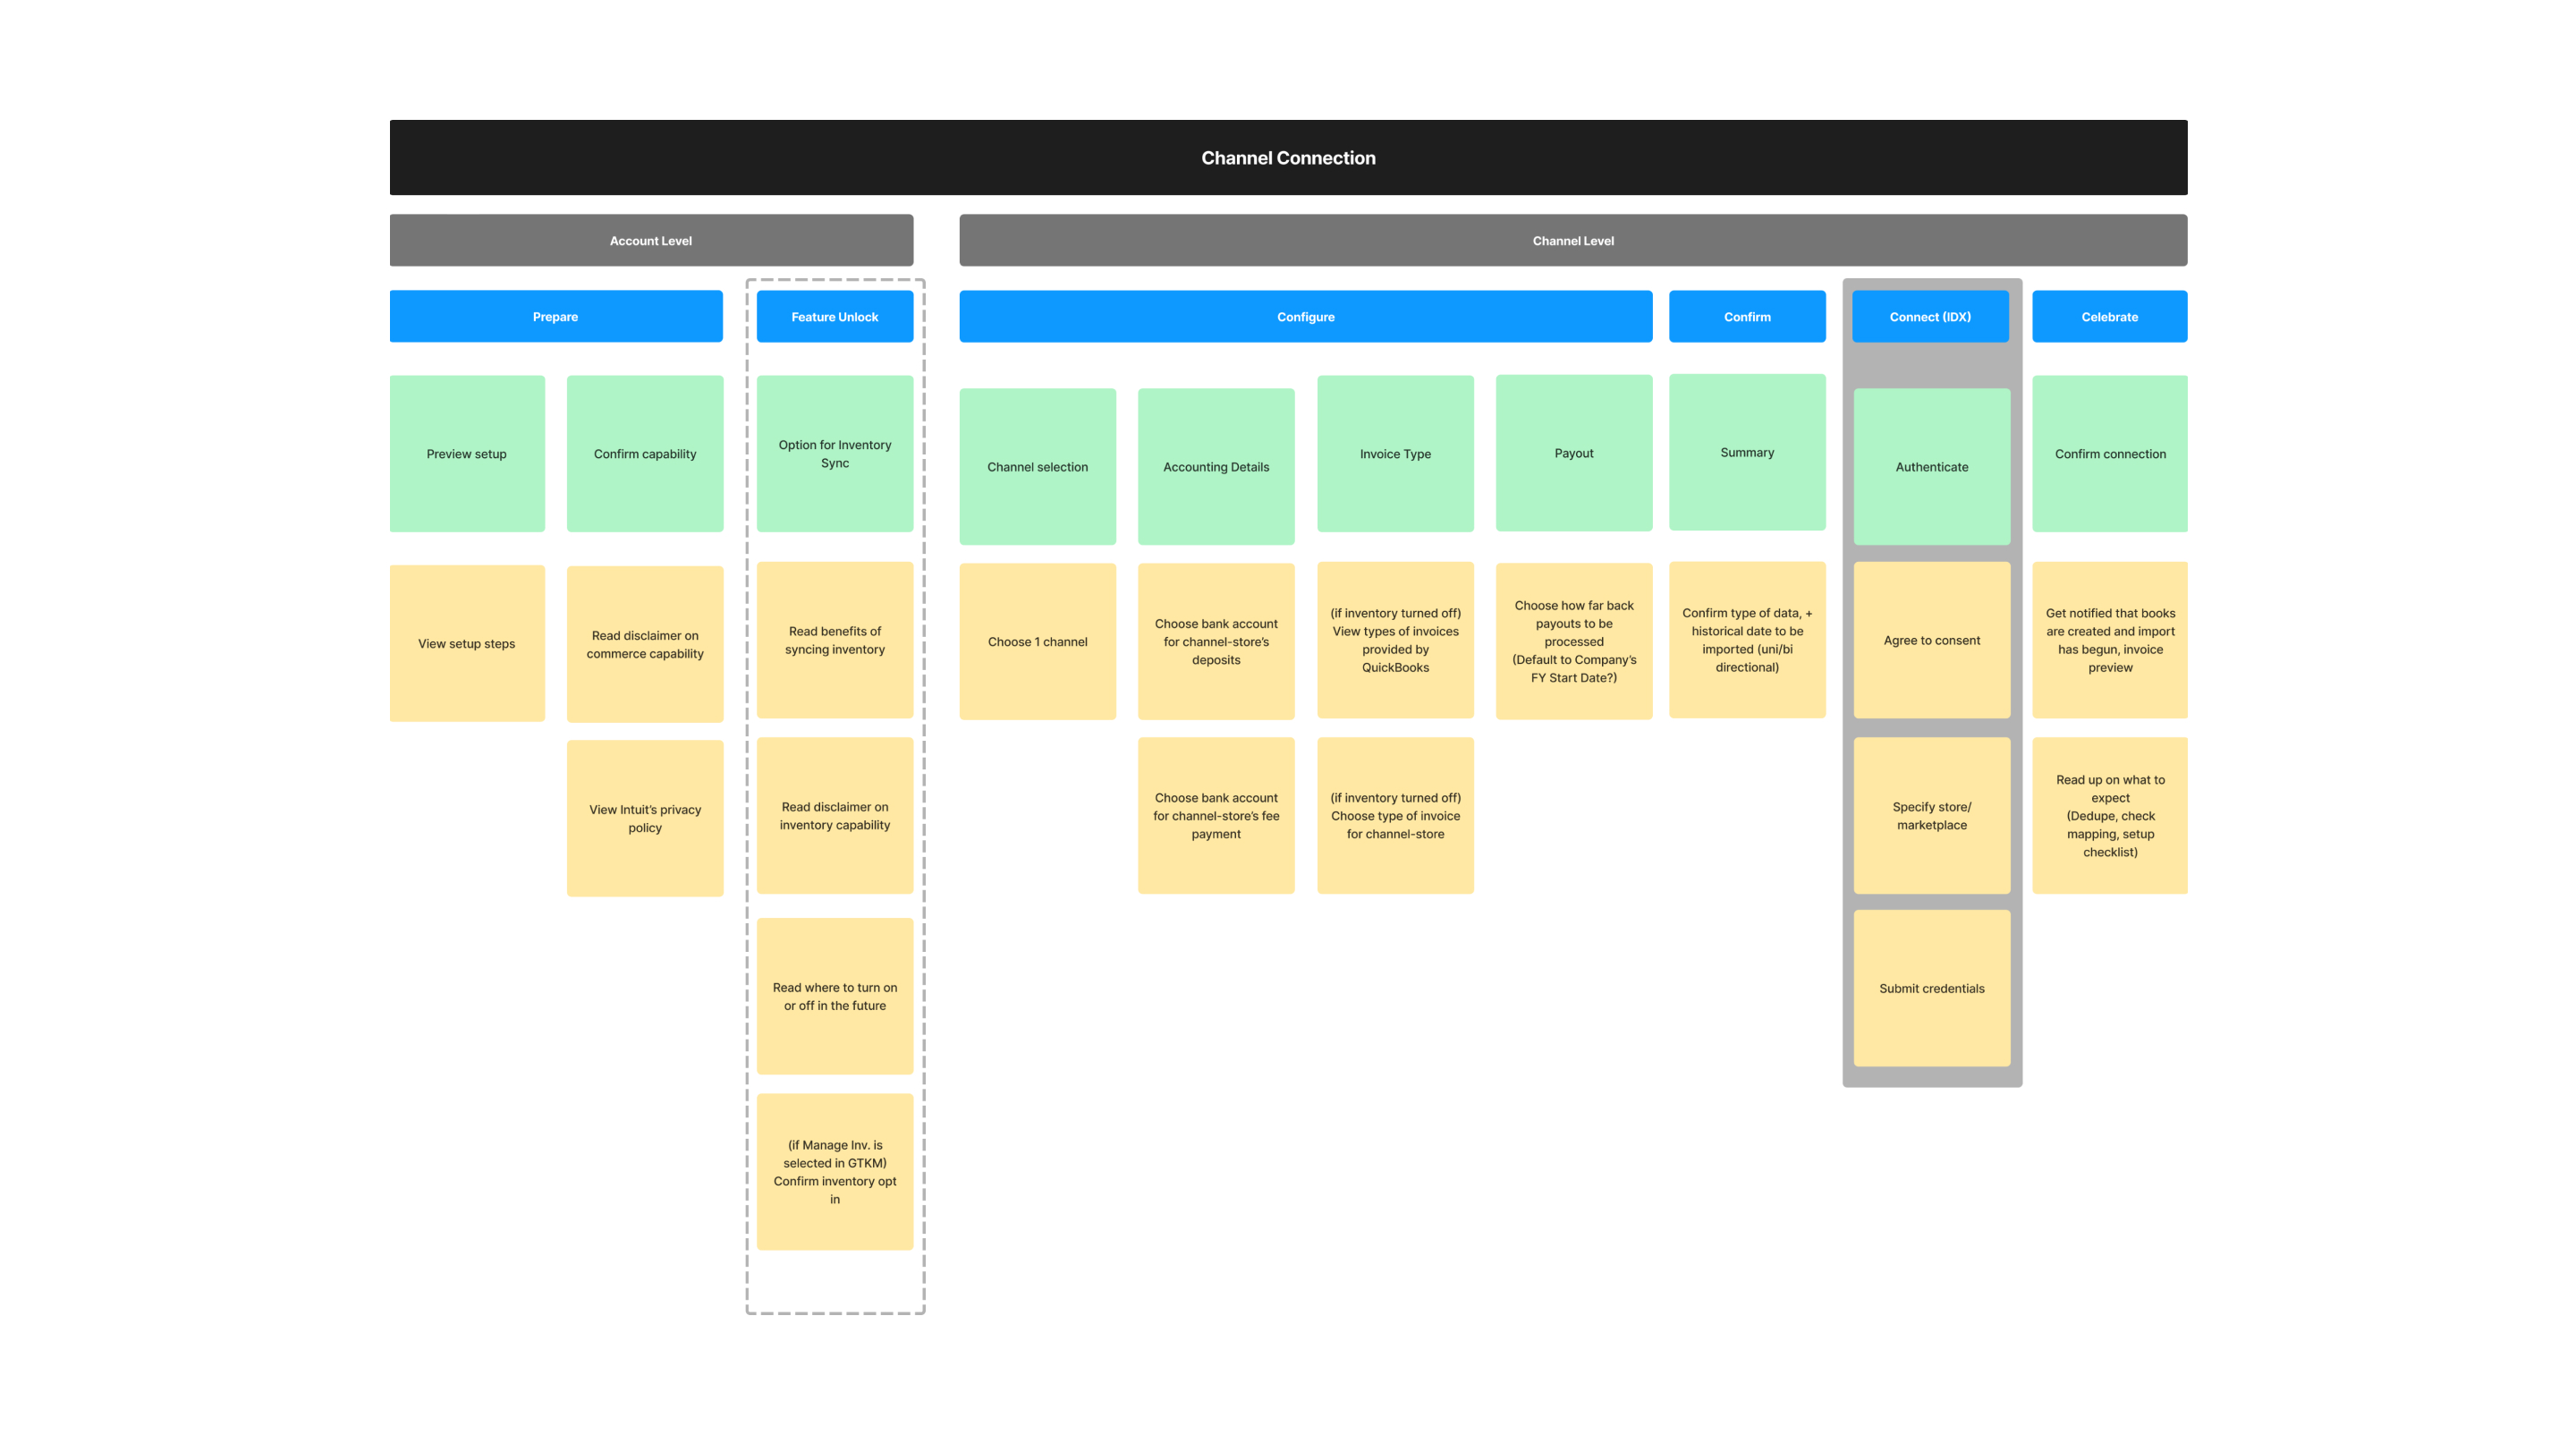 Channel Connection
Account Level
Channel Level
Prepare
Feature Unlock
Configure
Confirm
Connect (IDX)
Celebrate
Preview setup
Confirm capability
Option for Inventory
Sync
Channel selection
Accounting Details
Invoice Type
Payout
Summary
Authenticate
Confirm connection
View setup steps
Read disclaimer on
commerce capability
Read benefits of
syncing inventory
Choose 1 channel
Choose bank account
for channel-store's
deposits
(if inventory turned off)
View types of invoices
provided by
QuickBooks
Choose how far back
payouts to be
processed
(Default to Company's
FY Start Date?)
Confirm type of data, +
historical date to be
imported (uni/bi
directional)
Agree to consent
Get notified that books
are created and import
has begun, invoice
preview
View Intuit's privacy
policy
Read disclaimer on
inventory capability
Choose bank account
for channel-store's fee
payment
(if inventory turned off)
Choose type of invoice
for channel-store
Specify store/
marketplace
Read up on what to
expect
(Dedupe, check
mapping, setup
checklist)
Read where to turn on
or off in the future
Submit credentials
(if Manage Inv. is
selected in GTKM)
Confirm inventory opt
in